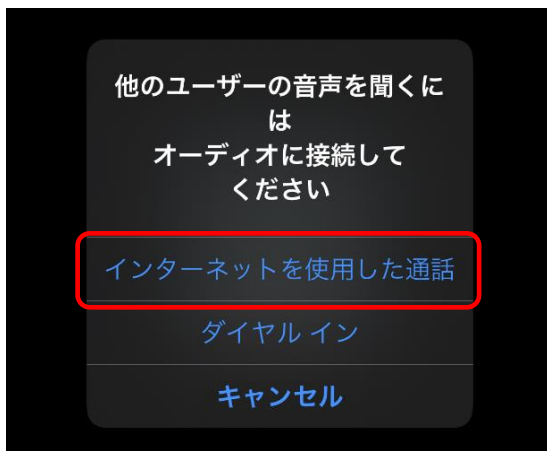 他のユーザーの音声を聞くに
は
オーディオに接続して
ください
インターネットを使用した通話
ダイヤル イン
キャンセル